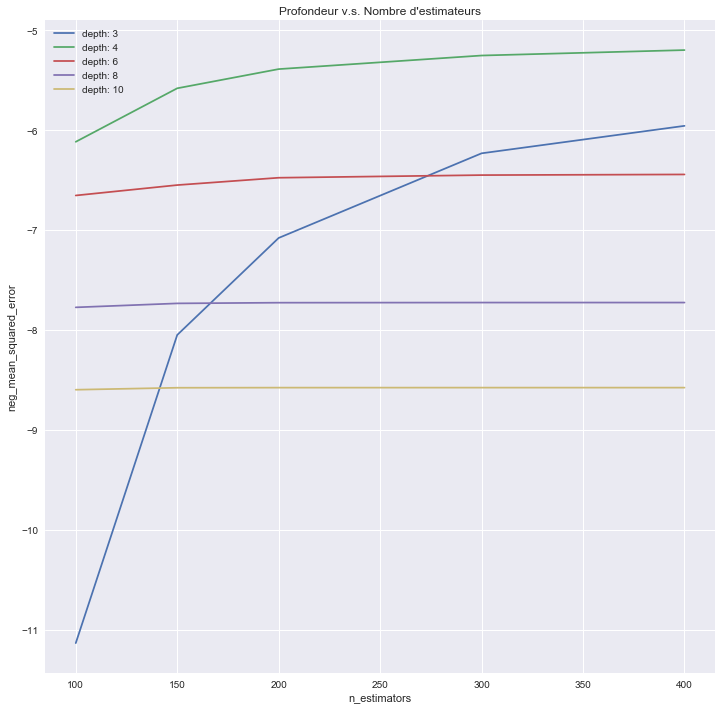 Profondeur v.s. Nombre d'estimateurs
depth: 3
depth: 4
depth: 6
depth: 8
depth: 10
neg_mean_squared_error
−5
−6
−7
−8
−9
−10
−11
100 150 200 250 300 350 400
n_estimators